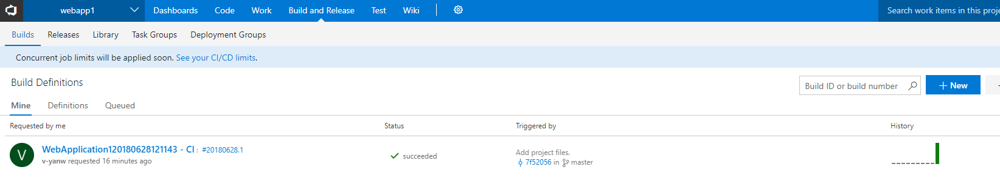 webapp1 Dashboards Code Work Build and Release Test Wiki Search work items in this proje
Builds Releases Library Task Groups Deployment Groups
Concurrent job limits will be applied soon. See your CI/CD limits.
Build Definitions
Build ID or build number + New
Mine Definitions Queued
Requested by me Status Triggered by History
V WebApplication120180628121143 - CI : #20180628.1
v-yanw requested 16 minutes ago
succeeded
Add project files.
7f52056 in master